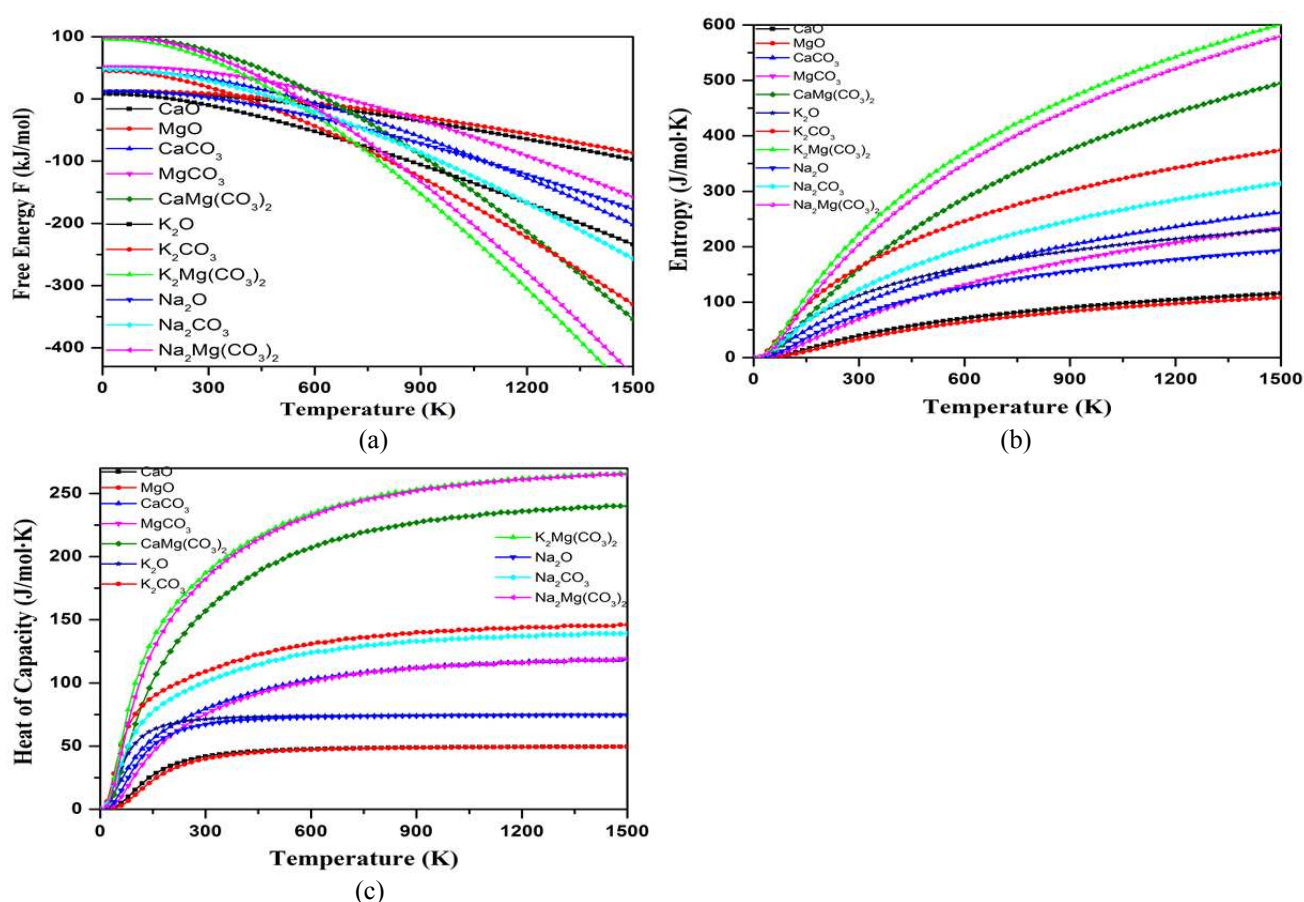 100
0
-100
-200
-300
-400
Free Energy F (kJ/mol)
CaO
MgO
CaCO₃
MgCO₃
CaMg(CO₃)₂
K₂O
K₂CO₃
K₂Mg(CO₃)₂
Na₂O
Na₂CO₃
Na₂Mg(CO₃)₂
0 300 600 900 1200 1500
Temperature (K)
(a)
600
500
400
300
200
100
0
Entropy (J/mol·K)
CaO
MgO
CaCO₃
MgCO₃
CaMg(CO₃)₂
K₂O
K₂CO₃
K₂Mg(CO₃)₂
Na₂O
Na₂CO₃
Na₂Mg(CO₃)₂
0 300 600 900 1200 1500
Temperature (K)
(b)
250
200
150
100
50
0
Heat of Capacity (J/mol·K)
CaO
MgO
CaCO₃
MgCO₃
CaMg(CO₃)₂
K₂O
K₂CO₃
K₂Mg(CO₃)₂
Na₂O
Na₂CO₃
Na₂Mg(CO₃)₂
0 300 600 900 1200 1500
Temperature (K)
(c)